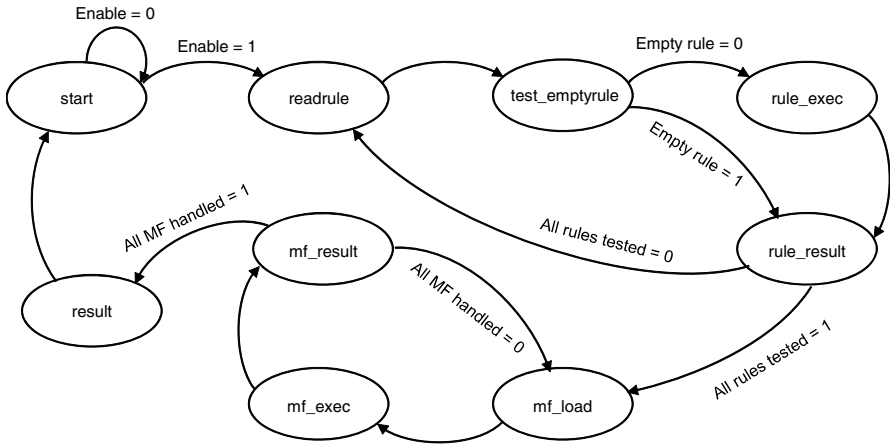 Enable = 0
Enable = 1
Empty rule = 0
start
readrule
test_emptyrule
rule_exec
Empty rule = 1
All MF handled = 1
All rules tested = 0
mf_result
rule_result
All MF handled = 0
result
All rules tested = 1
mf_exec
mf_load